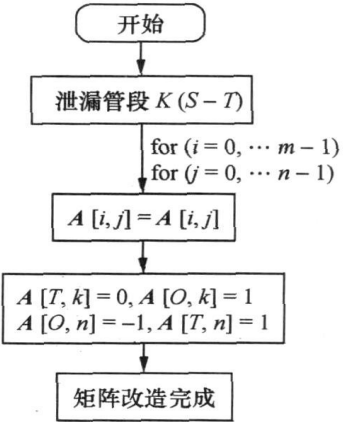 开始
泄漏管段 K (S – T)
for (i = 0, ··· m – 1)
for (j = 0, ··· n – 1)
A [i, j] = A [i, j]
A [T, k] = 0, A [O, k] = 1
A [O, n] = –1, A [T, n] = 1
矩阵改造完成